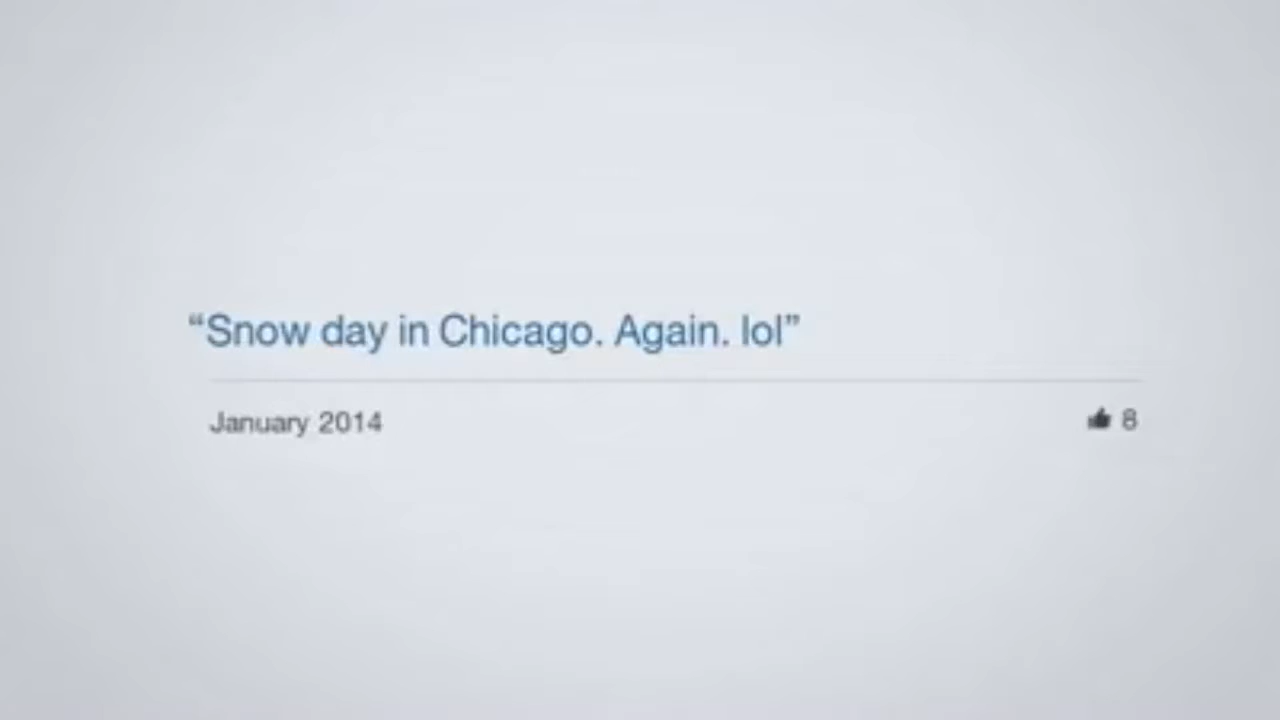 “Snow day in Chicago. Again. lol”
January 2014 8